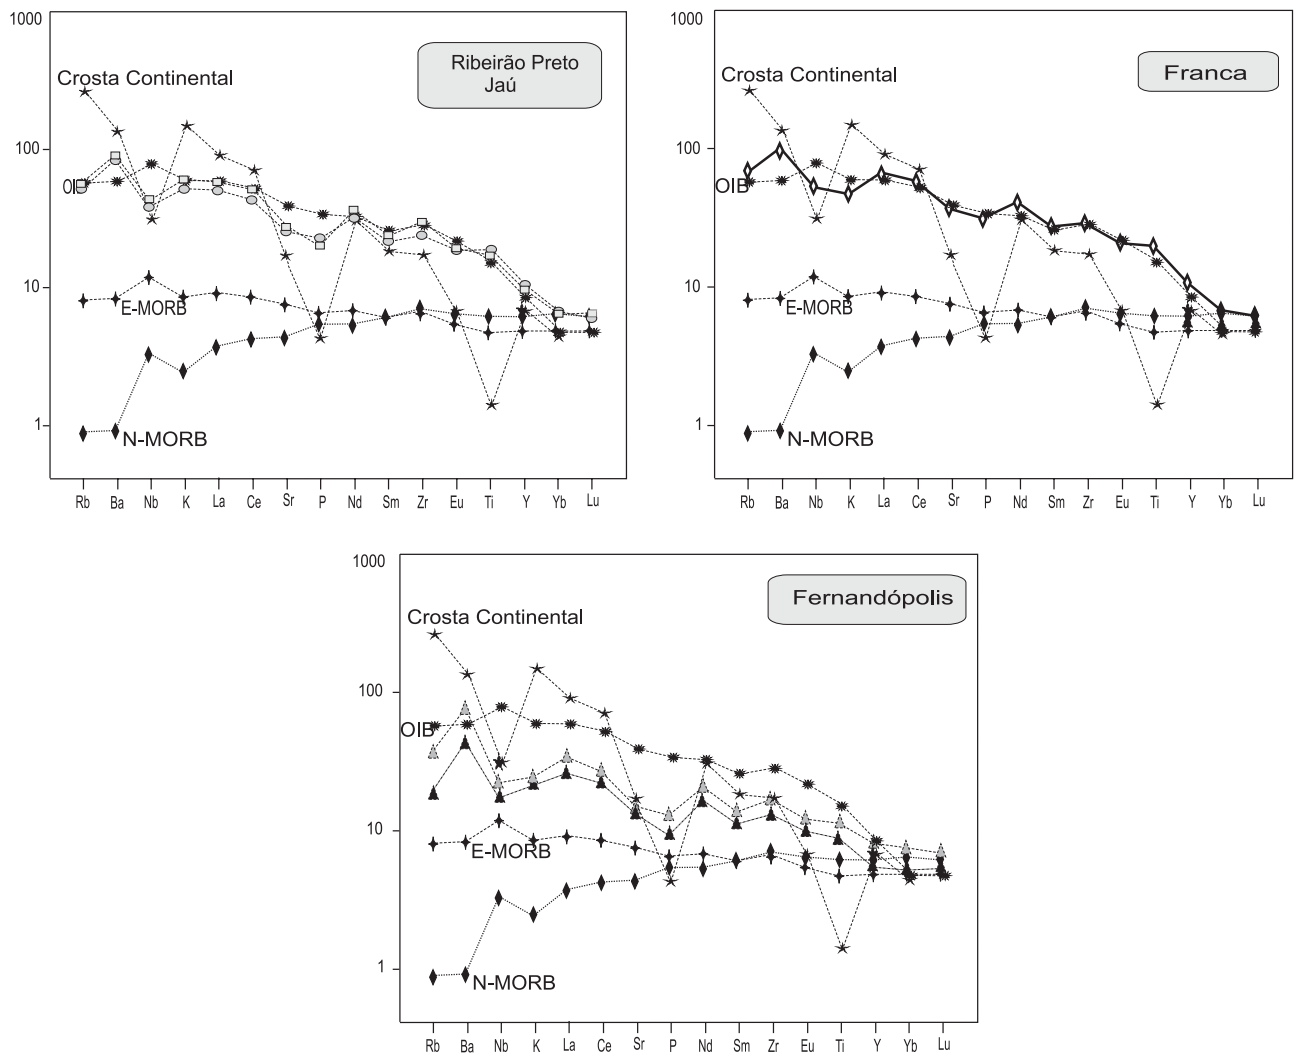 1000
Ribeirão Preto
Jaú
Crosta Continental
100
OIB
10
E-MORB
1
N-MORB
Rb Ba Nb K La Ce Sr P Nd Sm Zr Eu Ti Y Yb Lu
1000
Franca
Crosta Continental
100
OIB
10
E-MORB
1
N-MORB
Rb Ba Nb K La Ce Sr P Nd Sm Zr Eu Ti Y Yb Lu
1000
Fernandópolis
Crosta Continental
100
OIB
10
E-MORB
1
N-MORB
Rb Ba Nb K La Ce Sr P Nd Sm Zr Eu Ti Y Yb Lu